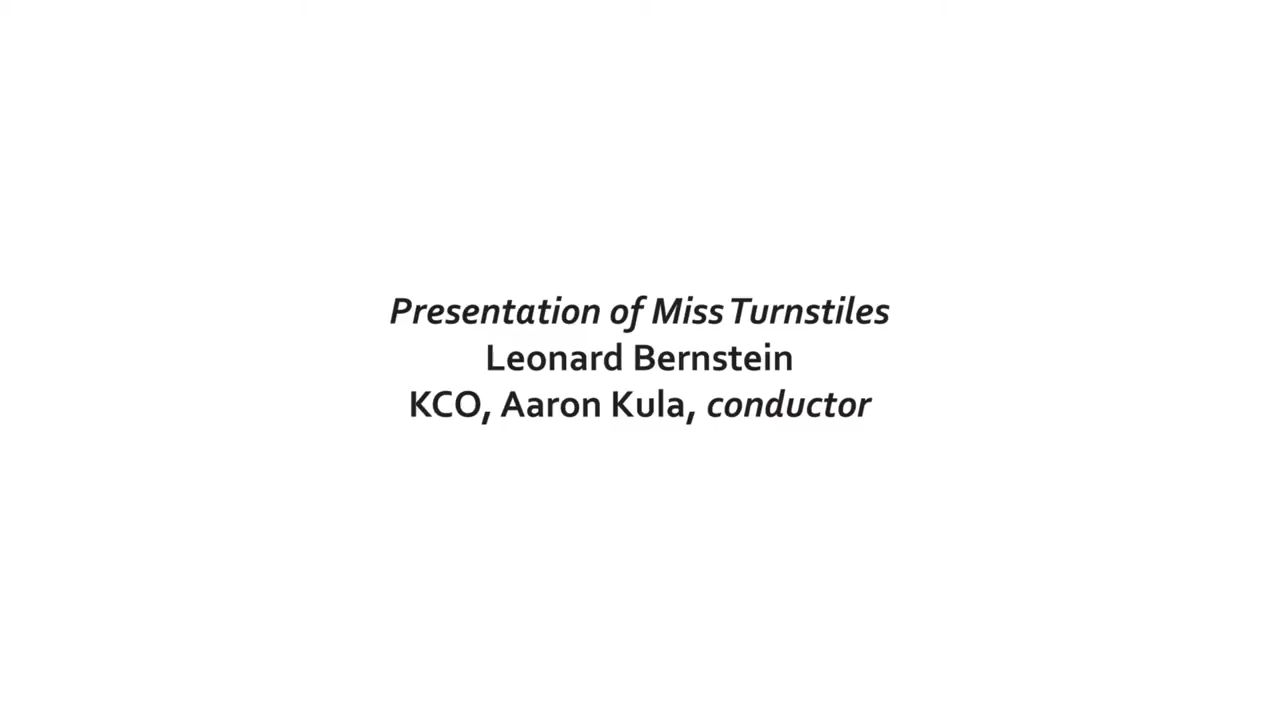 Presentation of Miss Turnstiles
Leonard Bernstein
KCO, Aaron Kula, conductor